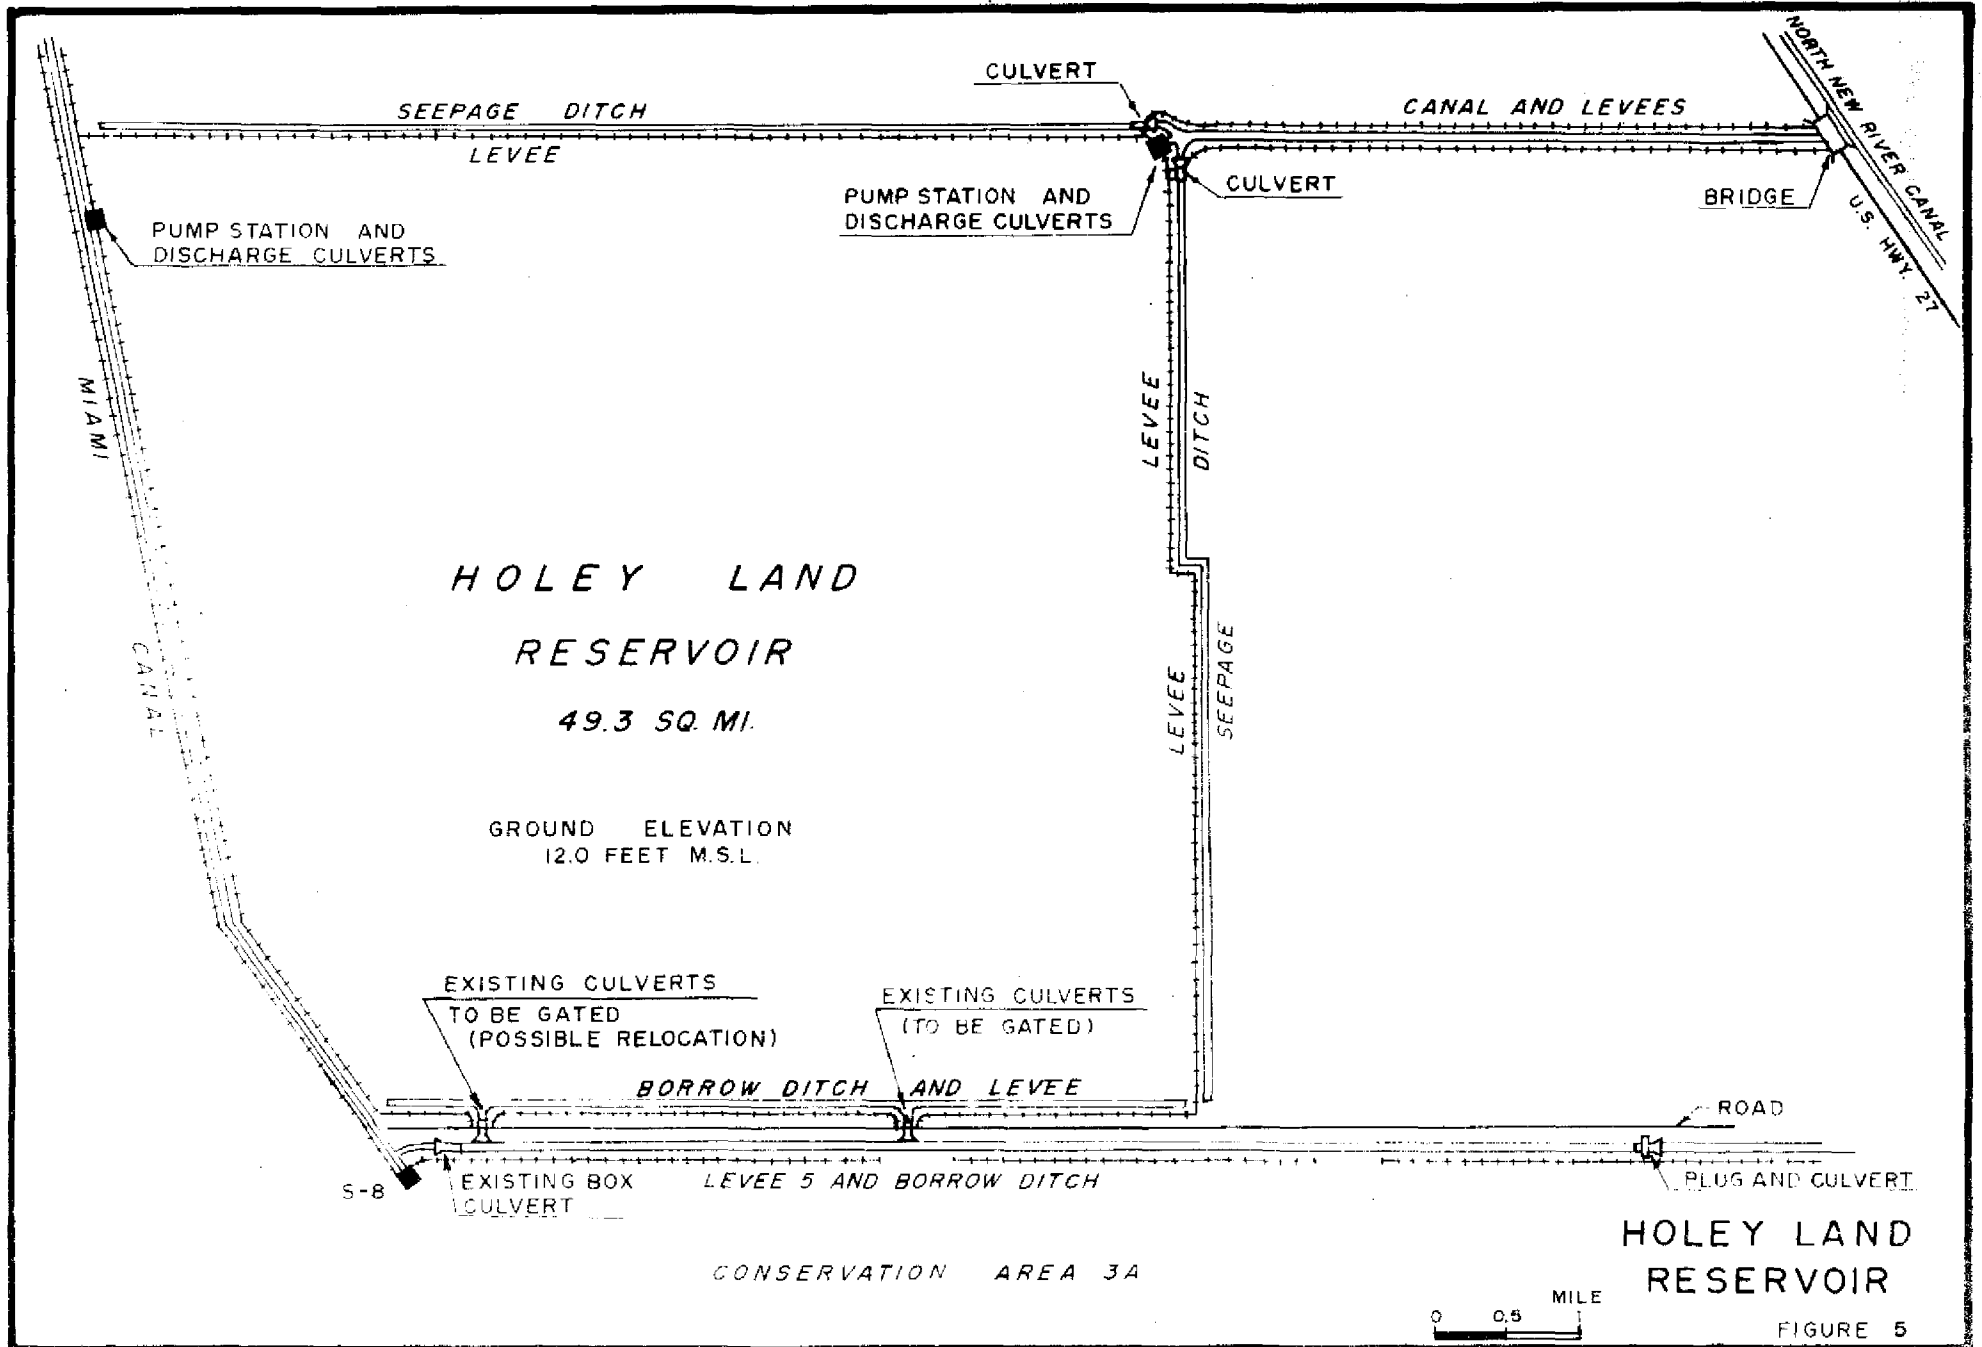 NORTH NEW RIVER CANAL
U.S. HWY. 27
CULVERT
SEEPAGE DITCH
CANAL AND LEVEES
LEVEE
PUMP STATION AND
DISCHARGE CULVERTS
CULVERT
BRIDGE
PUMP STATION AND
DISCHARGE CULVERTS
MIAMI
CANAL
LEVEE
DITCH
HOLEY LAND
RESERVOIR
49.3 SQ. MI.
LEVEE
SEEPAGE
GROUND ELEVATION
12.0 FEET M.S.L.
EXISTING CULVERTS
TO BE GATED
(POSSIBLE RELOCATION)
EXISTING CULVERTS
(TO BE GATED)
BORROW DITCH AND LEVEE
ROAD
S-8
EXISTING BOX
CULVERT
LEVEE 5 AND BORROW DITCH
PLUG AND CULVERT
CONSERVATION AREA 3A
HOLEY LAND
RESERVOIR
MILE
0 0.5 1
FIGURE 5